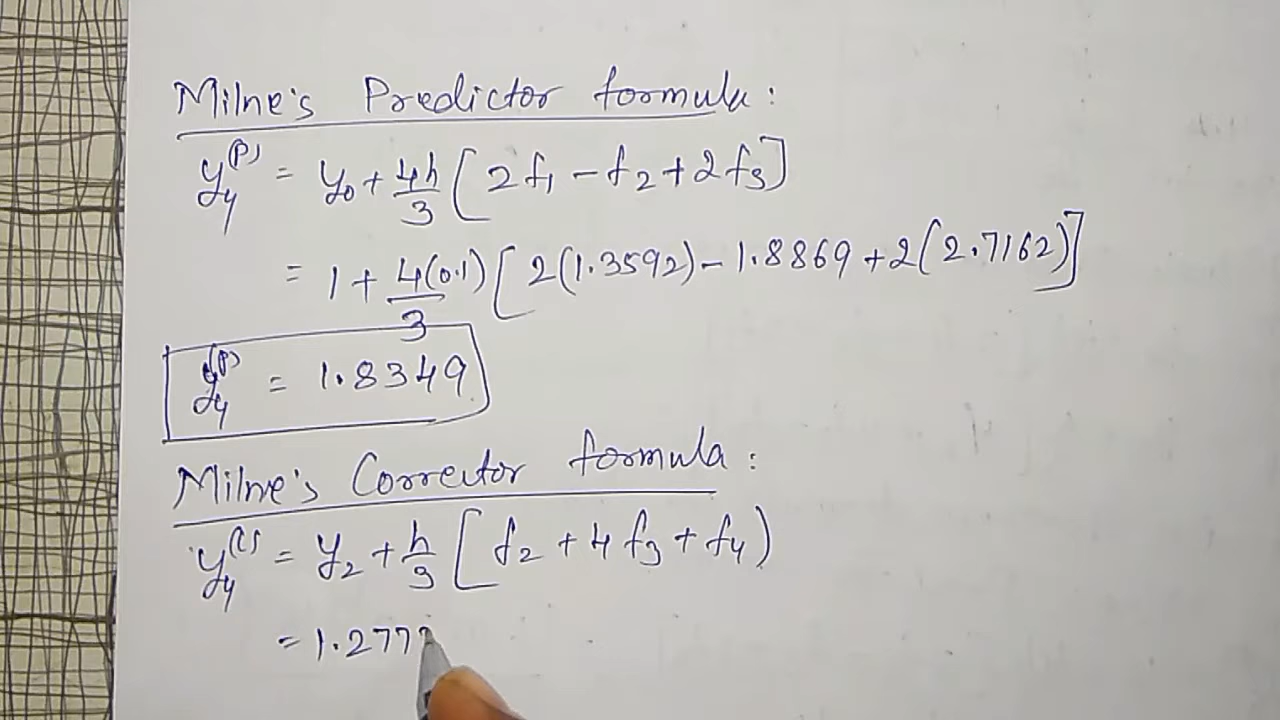 Milne's Predictor formula:
y₄⁽ᵖ⁾ = y₀ + 4h/3 [2f₁ - f₂ + 2f₃]
= 1 + 4(0.1)/3 [2(1.3592) - 1.8869 + 2(2.7162)]
y₄⁽ᵖ⁾ = 1.8349
Milne's Corrector formula:
y₄⁽ᶜ⁾ = y₂ + h/3 [f₂ + 4f₃ + f₄)
= 1.277